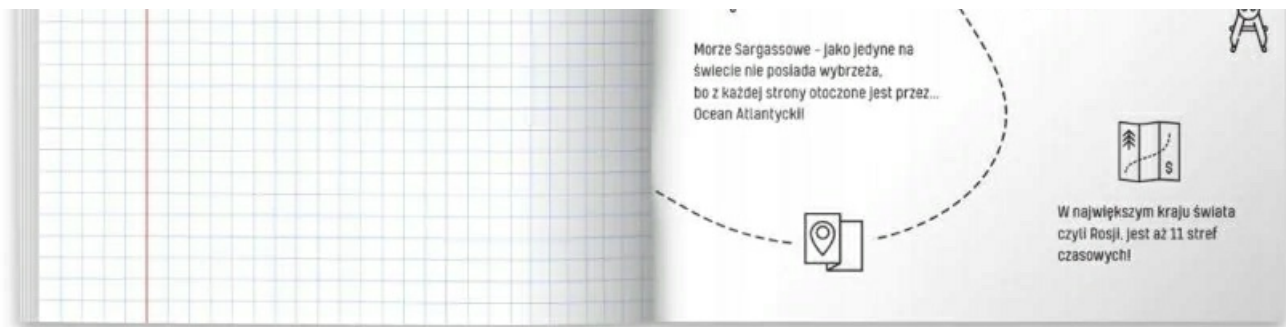 Morze Sargassowe - jako jedyne na
świecie nie posiada wybrzeża,
bo z każdej strony otoczone jest przez...
Ocean Atlantycki!
$
W największym kraju świata
czyli Rosji, jest aż 11 stref
czasowych!